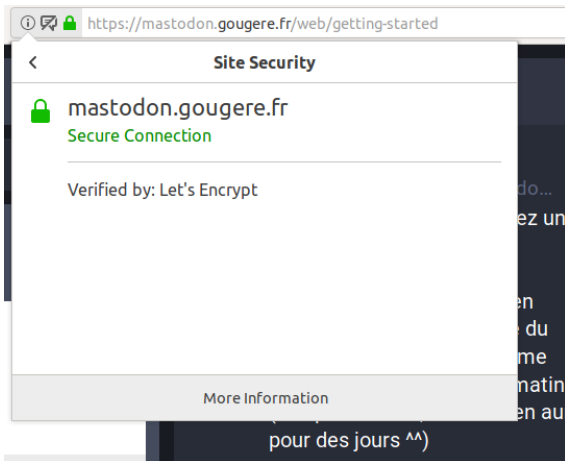 https://mastodon.gougere.fr/web/getting-started
Site Security
mastodon.gougere.fr
Secure Connection
Verified by: Let's Encrypt
do...
ez un
en
du
me
matin
en au
pour des jours ^^)
More Information